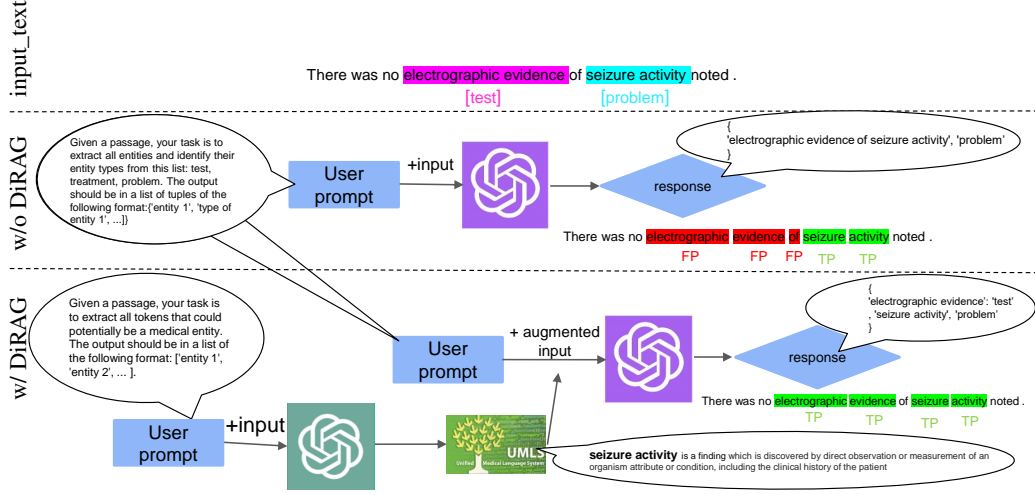 input_text
There was no electrographic evidence of seizure activity noted .
[test]
[problem]
w/o DiRAG
Given a passage, your task is to
extract all entities and identify their
entity types from this list: test,
treatment, problem. The output
should be in a list of tuples of the
following format:{'entity 1', 'type of
entity 1', ...]}
User
prompt
+input
response
{
'electrographic evidence of seizure activity', 'problem'
}
There was no electrographic evidence of seizure activity noted .
FP FP FP TP TP
w/ DiRAG
Given a passage, your task is
to extract all tokens that could
potentially be a medical entity.
The output should be in a list of
the following format: ['entity 1',
'entity 2', ... ].
User
prompt
+input
UMLS
Unified Medical Language System
seizure activity is a finding which is discovered by direct observation or measurement of an
organism attribute or condition, including the clinical history of the patient
User
prompt
+ augmented
input
response
{
'electrographic evidence': 'test'
, 'seizure activity', 'problem'
}
There was no electrographic evidence of seizure activity noted .
TP TP TP TP